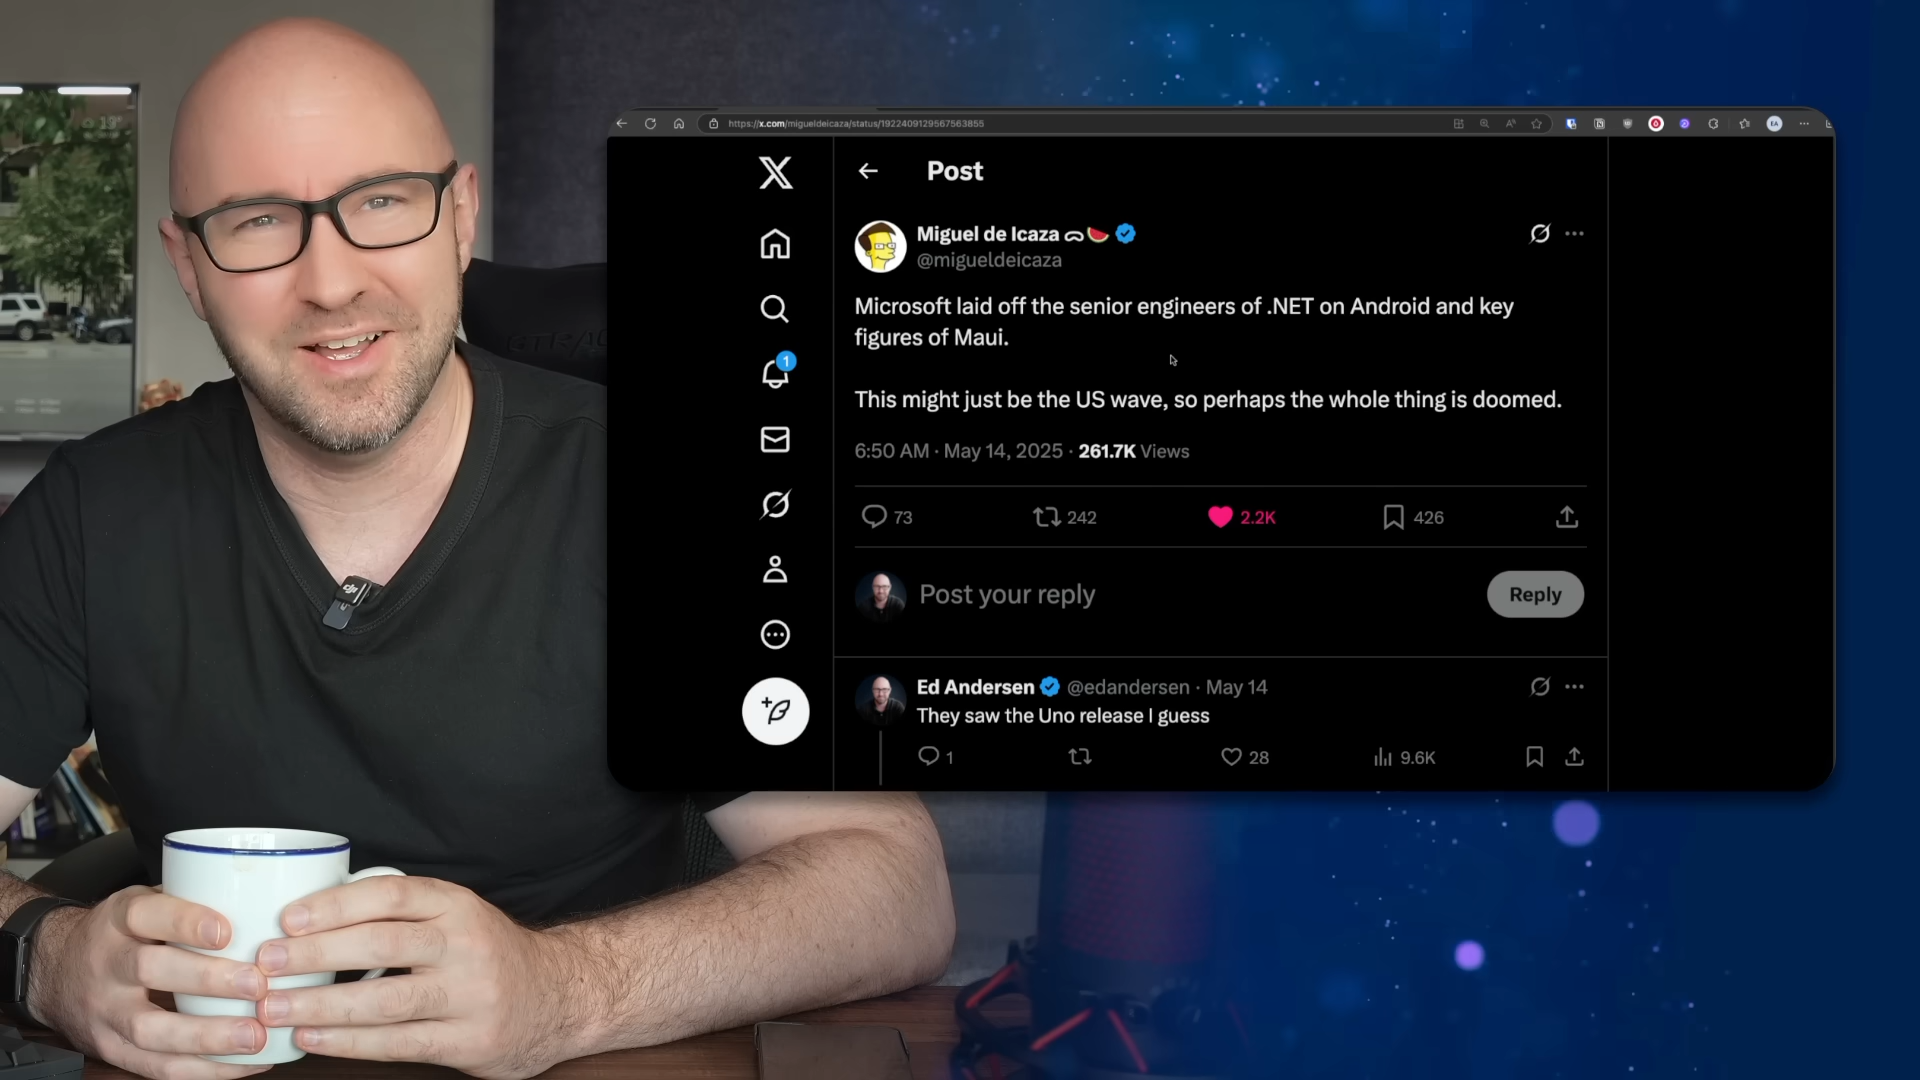 https://x.com/migueldeicaza/status/1922409129567563855
EA
Post
Miguel de Icaza
@migueldeicaza
Microsoft laid off the senior engineers of .NET on Android and key
figures of Maui.
This might just be the US wave, so perhaps the whole thing is doomed.
6:50 AM · May 14, 2025 · 261.7K Views
73 242 2.2K 426
1
Post your reply
Reply
Ed Andersen @edandersen · May 14
They saw the Uno release I guess
1 28 9.6K
dji